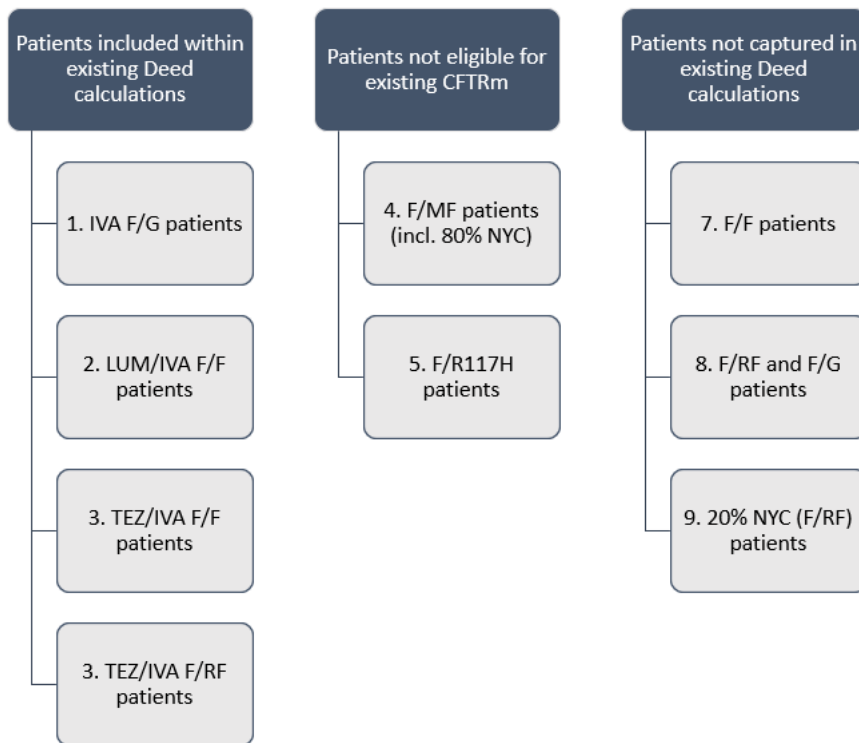 Patients included within
existing Deed
calculations
1. IVA F/G patients
2. LUM/IVA F/F
patients
3. TEZ/IVA F/F
patients
3. TEZ/IVA F/RF
patients
Patients not eligible for
existing CFTRm
4. F/MF patients
(incl. 80% NYC)
5. F/R117H
patients
Patients not captured in
existing Deed
calculations
7. F/F patients
8. F/RF and F/G
patients
9. 20% NYC (F/RF)
patients